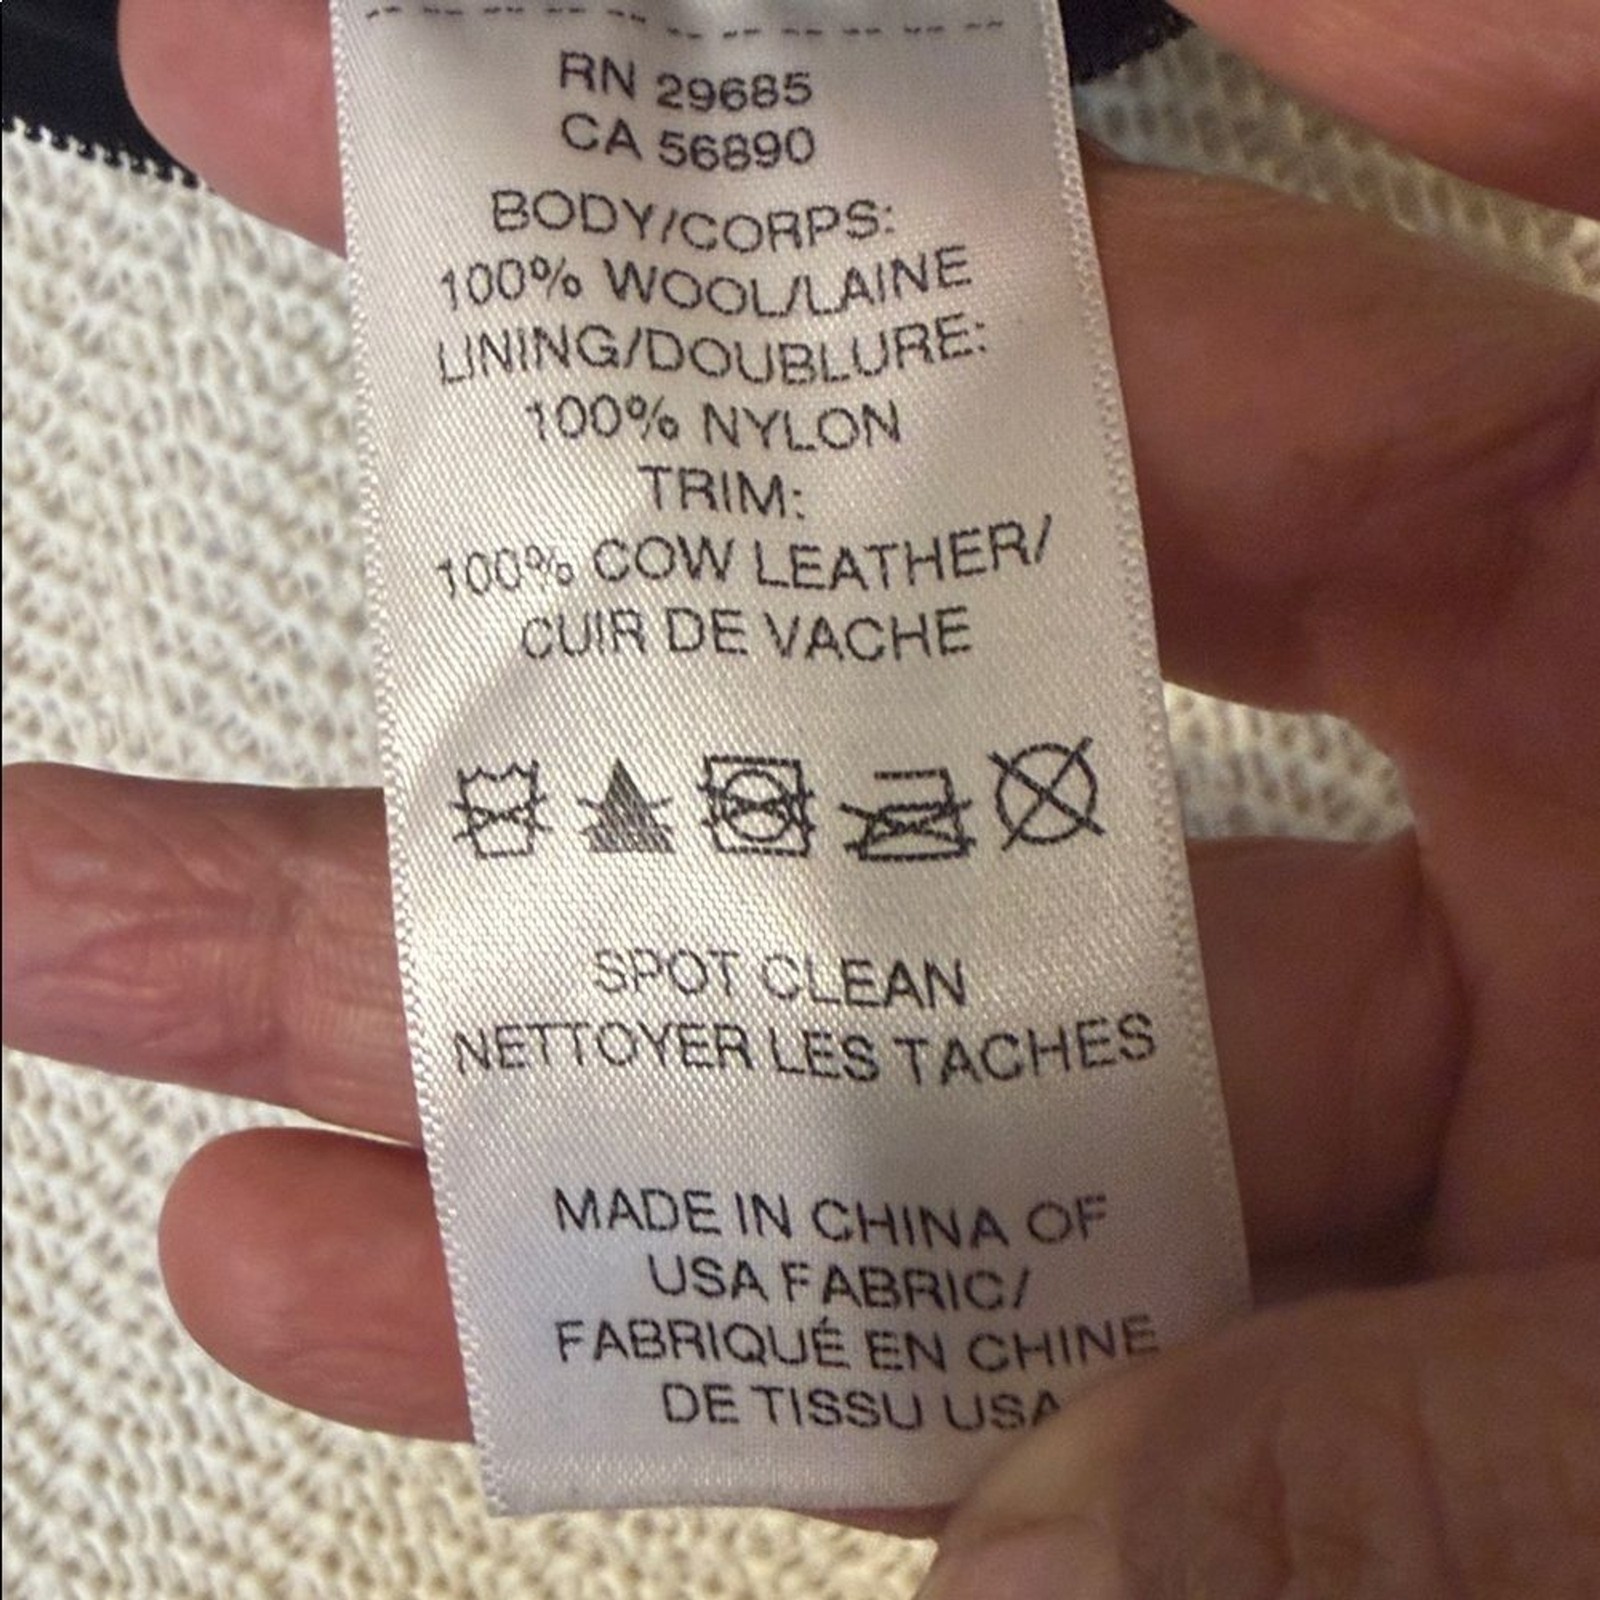 RN 29685
CA 56890
BODY/CORPS:
100% WOOL/LAINE
LINING/DOUBLURE:
100% NYLON
TRIM:
100% COW LEATHER/
CUIR DE VACHE
SPOT CLEAN
NETTOYER LES TACHES
MADE IN CHINA OF
USA FABRIC/
FABRIQUÉ EN CHINE
DE TISSU USA